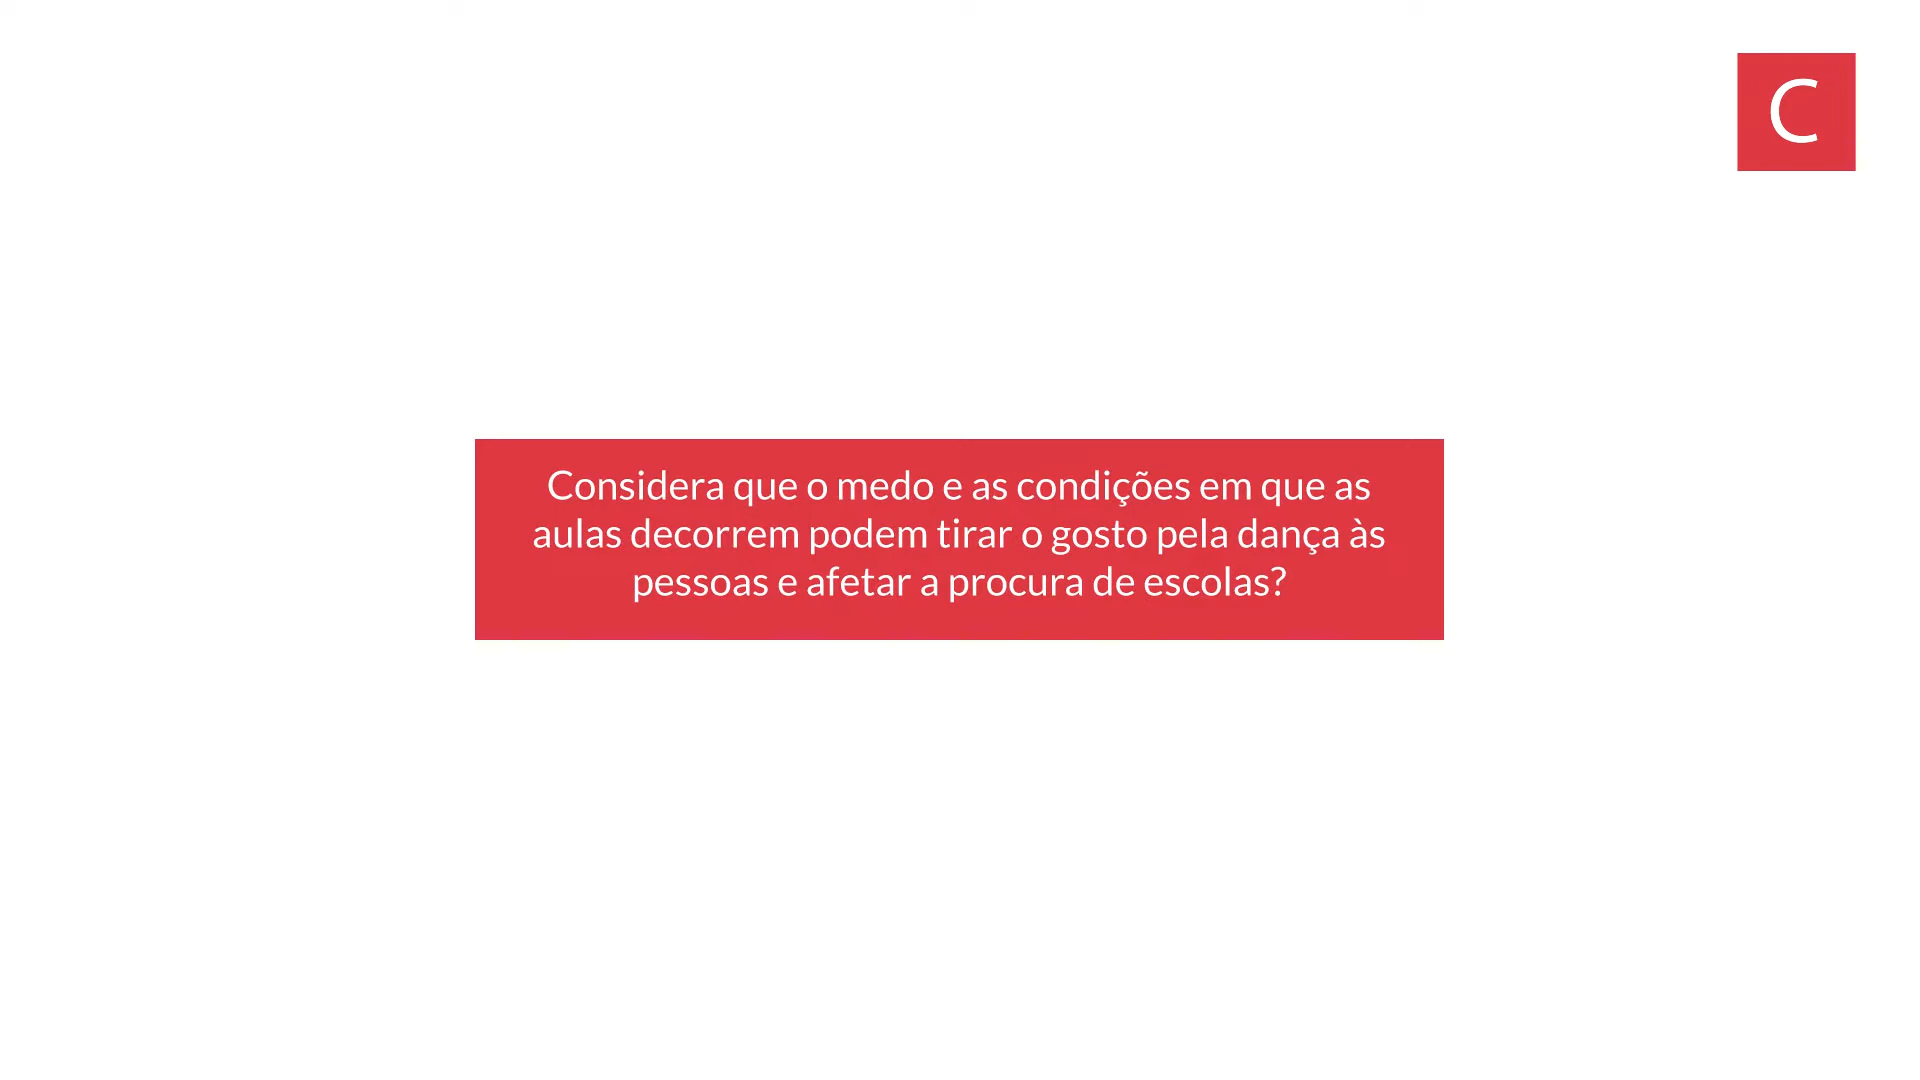 C
Considera que o medo e as condições em que as
aulas decorrem podem tirar o gosto pela dança às
pessoas e afetar a procura de escolas?